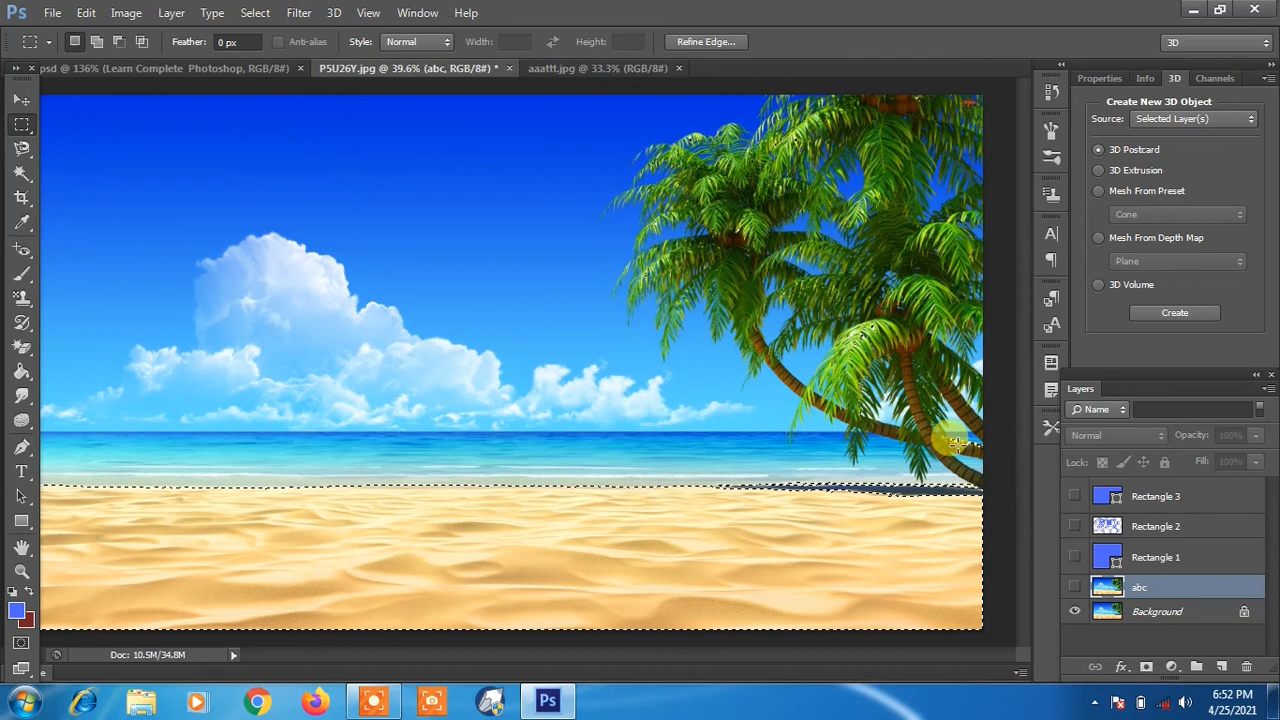 Ps File Edit Image Layer Type Select Filter 3D View Window Help
Feather: 0 px Anti-alias Style: Normal Width: Height: Refine Edge... 3D
psd @ 136% (Learn Complete Photoshop, RGB/8#) × P5U26Y.jpg @ 39.6% (abc, RGB/8#) * × aaattt.jpg @ 33.3% (RGB/8#) ×
Properties Info 3D Channels
Create New 3D Object
Source: Selected Layer(s)
3D Postcard
3D Extrusion
Mesh From Preset
Cone
Mesh From Depth Map
Plane
3D Volume
Create
Layers
Name
Normal Opacity: 100%
Lock: Fill: 100%
Rectangle 3
Rectangle 2
Rectangle 1
abc
Background
Doc: 10.5M/34.8M
e
Ps
6:52 PM
4/25/2021